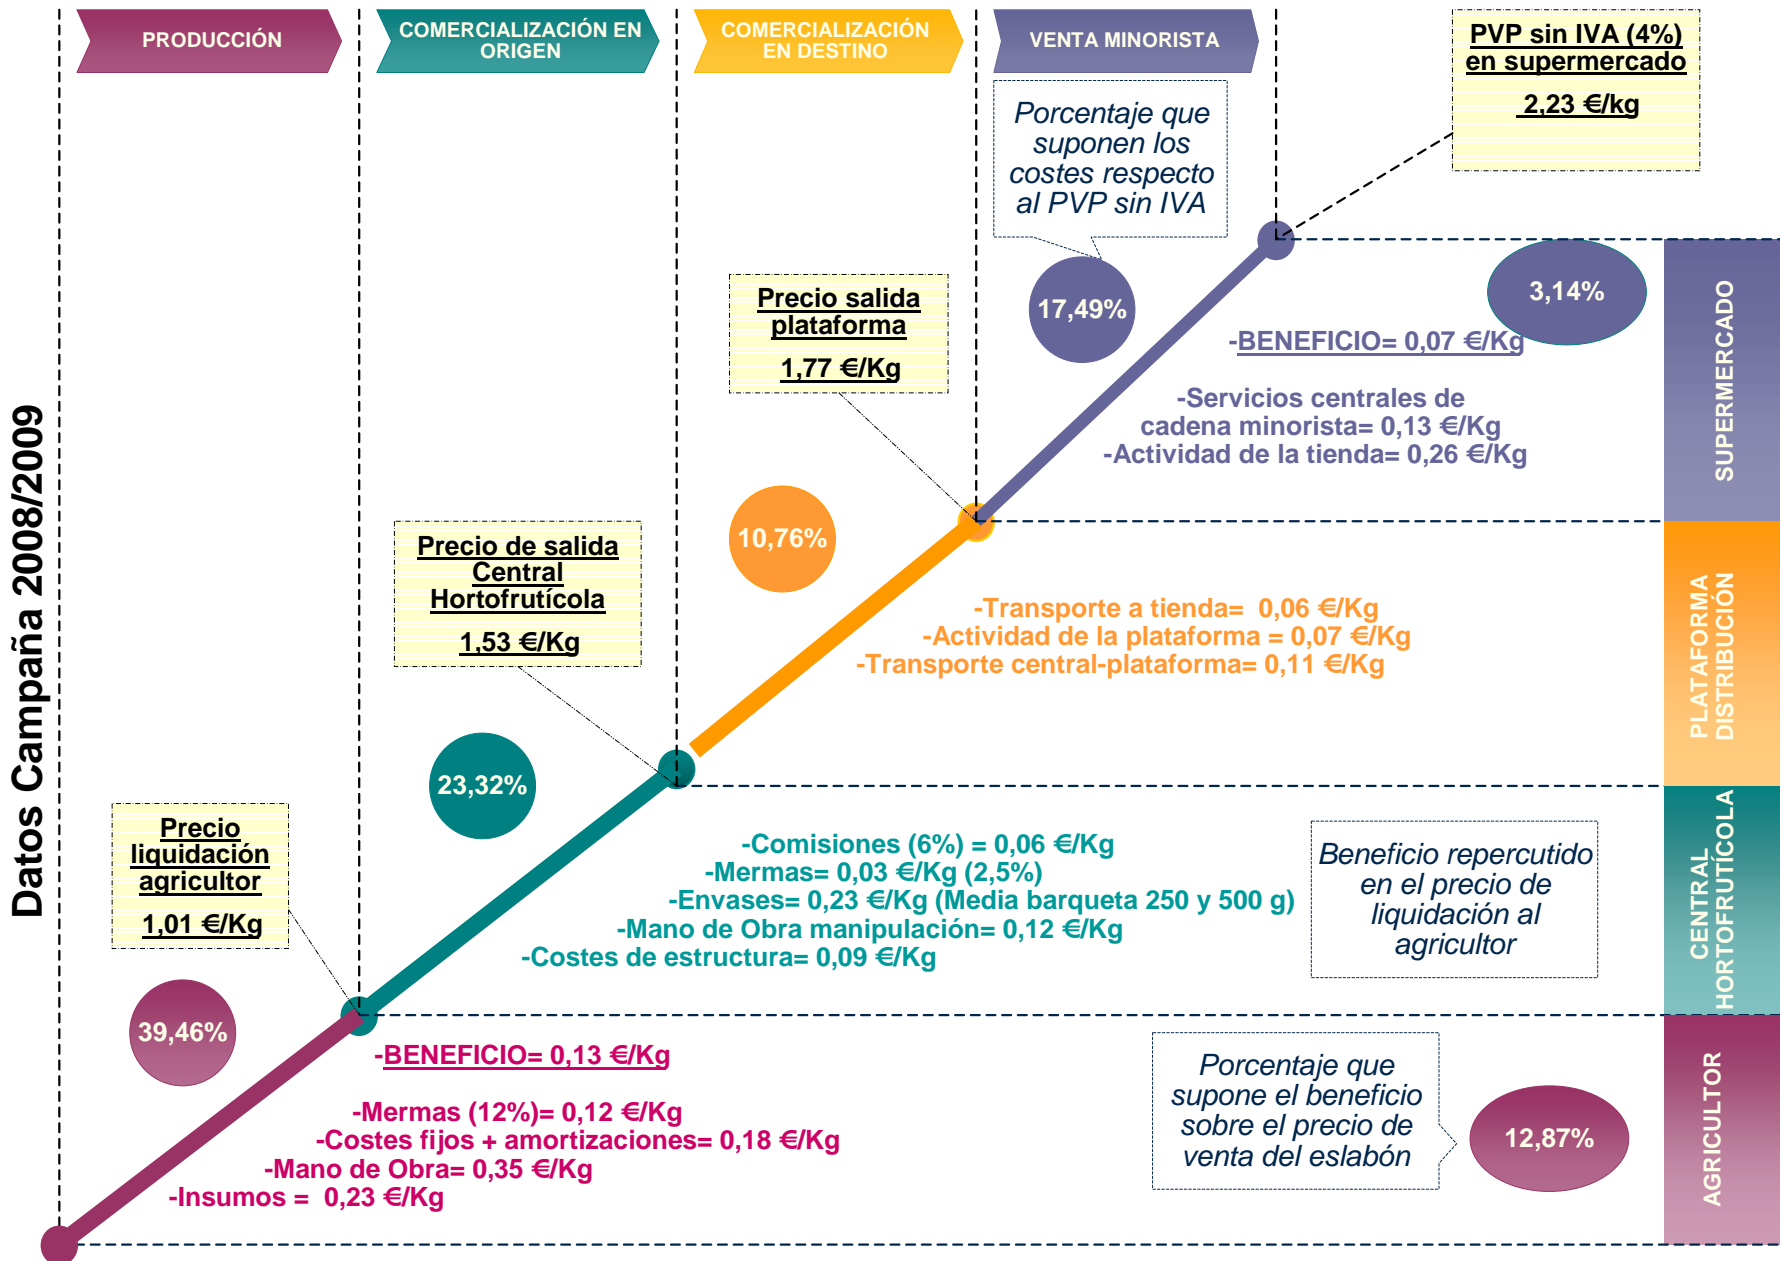 PRODUCCIÓN
COMERCIALIZACIÓN EN
ORIGEN
COMERCIALIZACIÓN
EN DESTINO
VENTA MINORISTA
PVP sin IVA (4%)
en supermercado
2,23 €/kg
Porcentaje que
suponen los
costes respecto
al PVP sin IVA
17,49%
3,14%
Precio salida
plataforma
1,77 €/Kg
-BENEFICIO= 0,07 €/Kg
-Servicios centrales de
cadena minorista= 0,13 €/Kg
-Actividad de la tienda= 0,26 €/Kg
SUPERMERCADO
Datos Campaña 2008/2009
10,76%
Precio de salida
Central
Hortofrutícola
1,53 €/Kg
-Transporte a tienda= 0,06 €/Kg
-Actividad de la plataforma = 0,07 €/Kg
-Transporte central-plataforma= 0,11 €/Kg
PLATAFORMA
DISTRIBUCIÓN
23,32%
Precio
liquidación
agricultor
1,01 €/Kg
-Comisiones (6%) = 0,06 €/Kg
-Mermas= 0,03 €/Kg (2,5%)
-Envases= 0,23 €/Kg (Media barqueta 250 y 500 g)
-Mano de Obra manipulación= 0,12 €/Kg
-Costes de estructura= 0,09 €/Kg
Beneficio repercutido
en el precio de
liquidación al
agricultor
CENTRAL
HORTOFRUTÍCOLA
39,46%
-BENEFICIO= 0,13 €/Kg
-Mermas (12%)= 0,12 €/Kg
-Costes fijos + amortizaciones= 0,18 €/Kg
-Mano de Obra= 0,35 €/Kg
-Insumos = 0,23 €/Kg
Porcentaje que
supone el beneficio
sobre el precio de
venta del eslabón
12,87%
AGRICULTOR